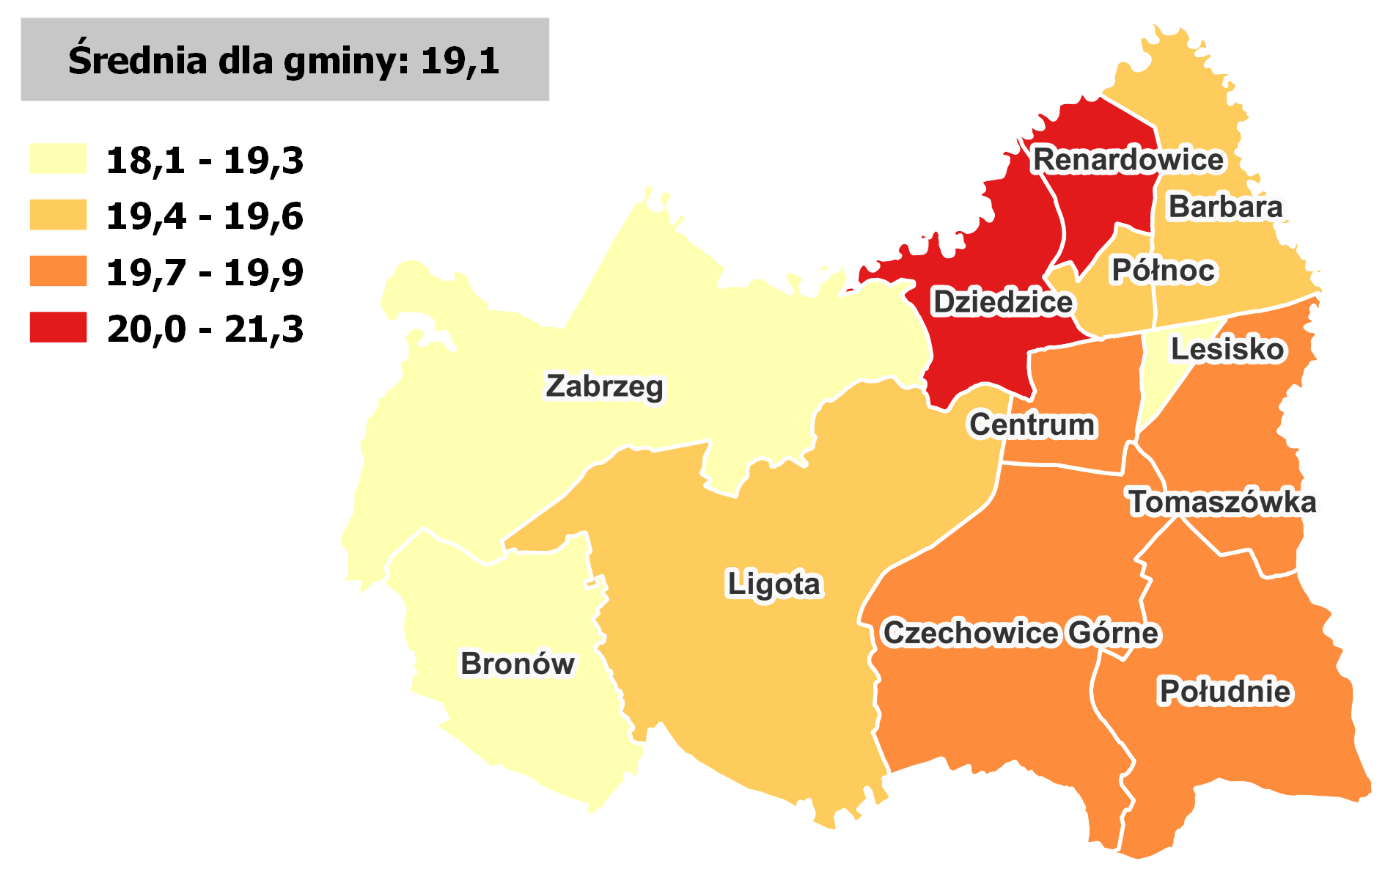 Średnia dla gminy: 19,1
18,1 - 19,3
19,4 - 19,6
19,7 - 19,9
20,0 - 21,3
Renardowice
Barbara
Północ
Dziedzice
Lesisko
Zabrzeg
Centrum
Tomaszówka
Ligota
Czechowice Górne
Bronów
Południe